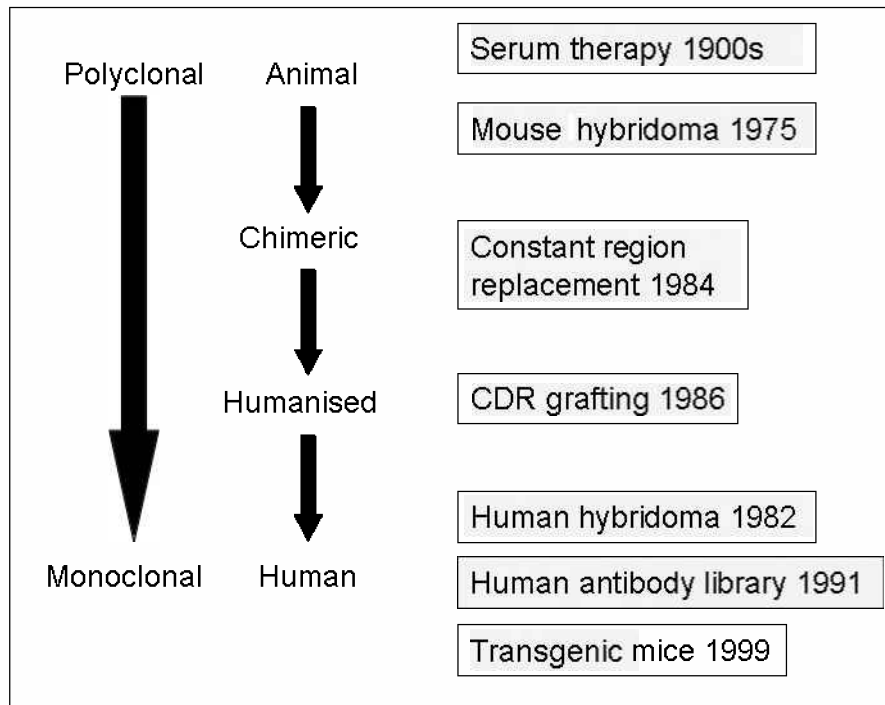 Polyclonal
Animal
Serum therapy 1900s
Mouse hybridoma 1975
Chimeric
Constant region
replacement 1984
Humanised
CDR grafting 1986
Human hybridoma 1982
Monoclonal
Human
Human antibody library 1991
Transgenic mice 1999